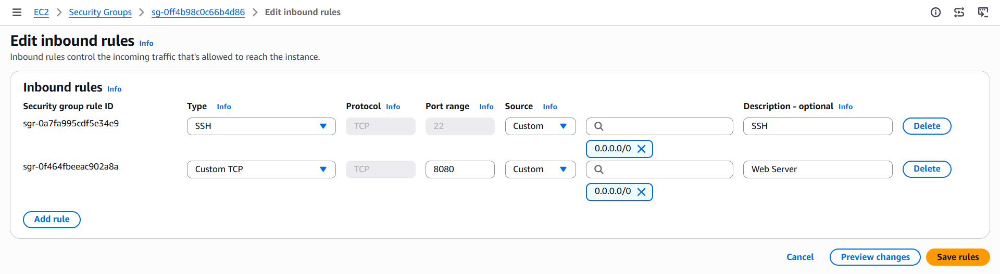 EC2 Security Groups sg-0ff4b98c0c66b4d86 Edit inbound rules
Edit inbound rules Info
Inbound rules control the incoming traffic that's allowed to reach the instance.
Inbound rules Info
Security group rule ID Type Info Protocol Info Port range Info Source Info Description - optional Info
sgr-0a7fa995cdf5e34e9 SSH TCP 22 Custom SSH Delete
0.0.0.0/0
sgr-0f464fbeeac902a8a Custom TCP TCP 8080 Custom Web Server Delete
0.0.0.0/0
Add rule
Cancel Preview changes Save rules